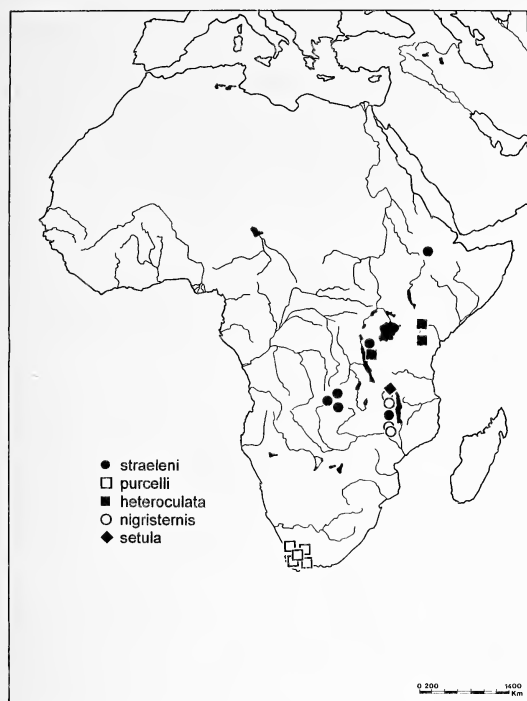 straeleni
purcelli
heteroculata
nigristernis
setula
0 200 1400
Km